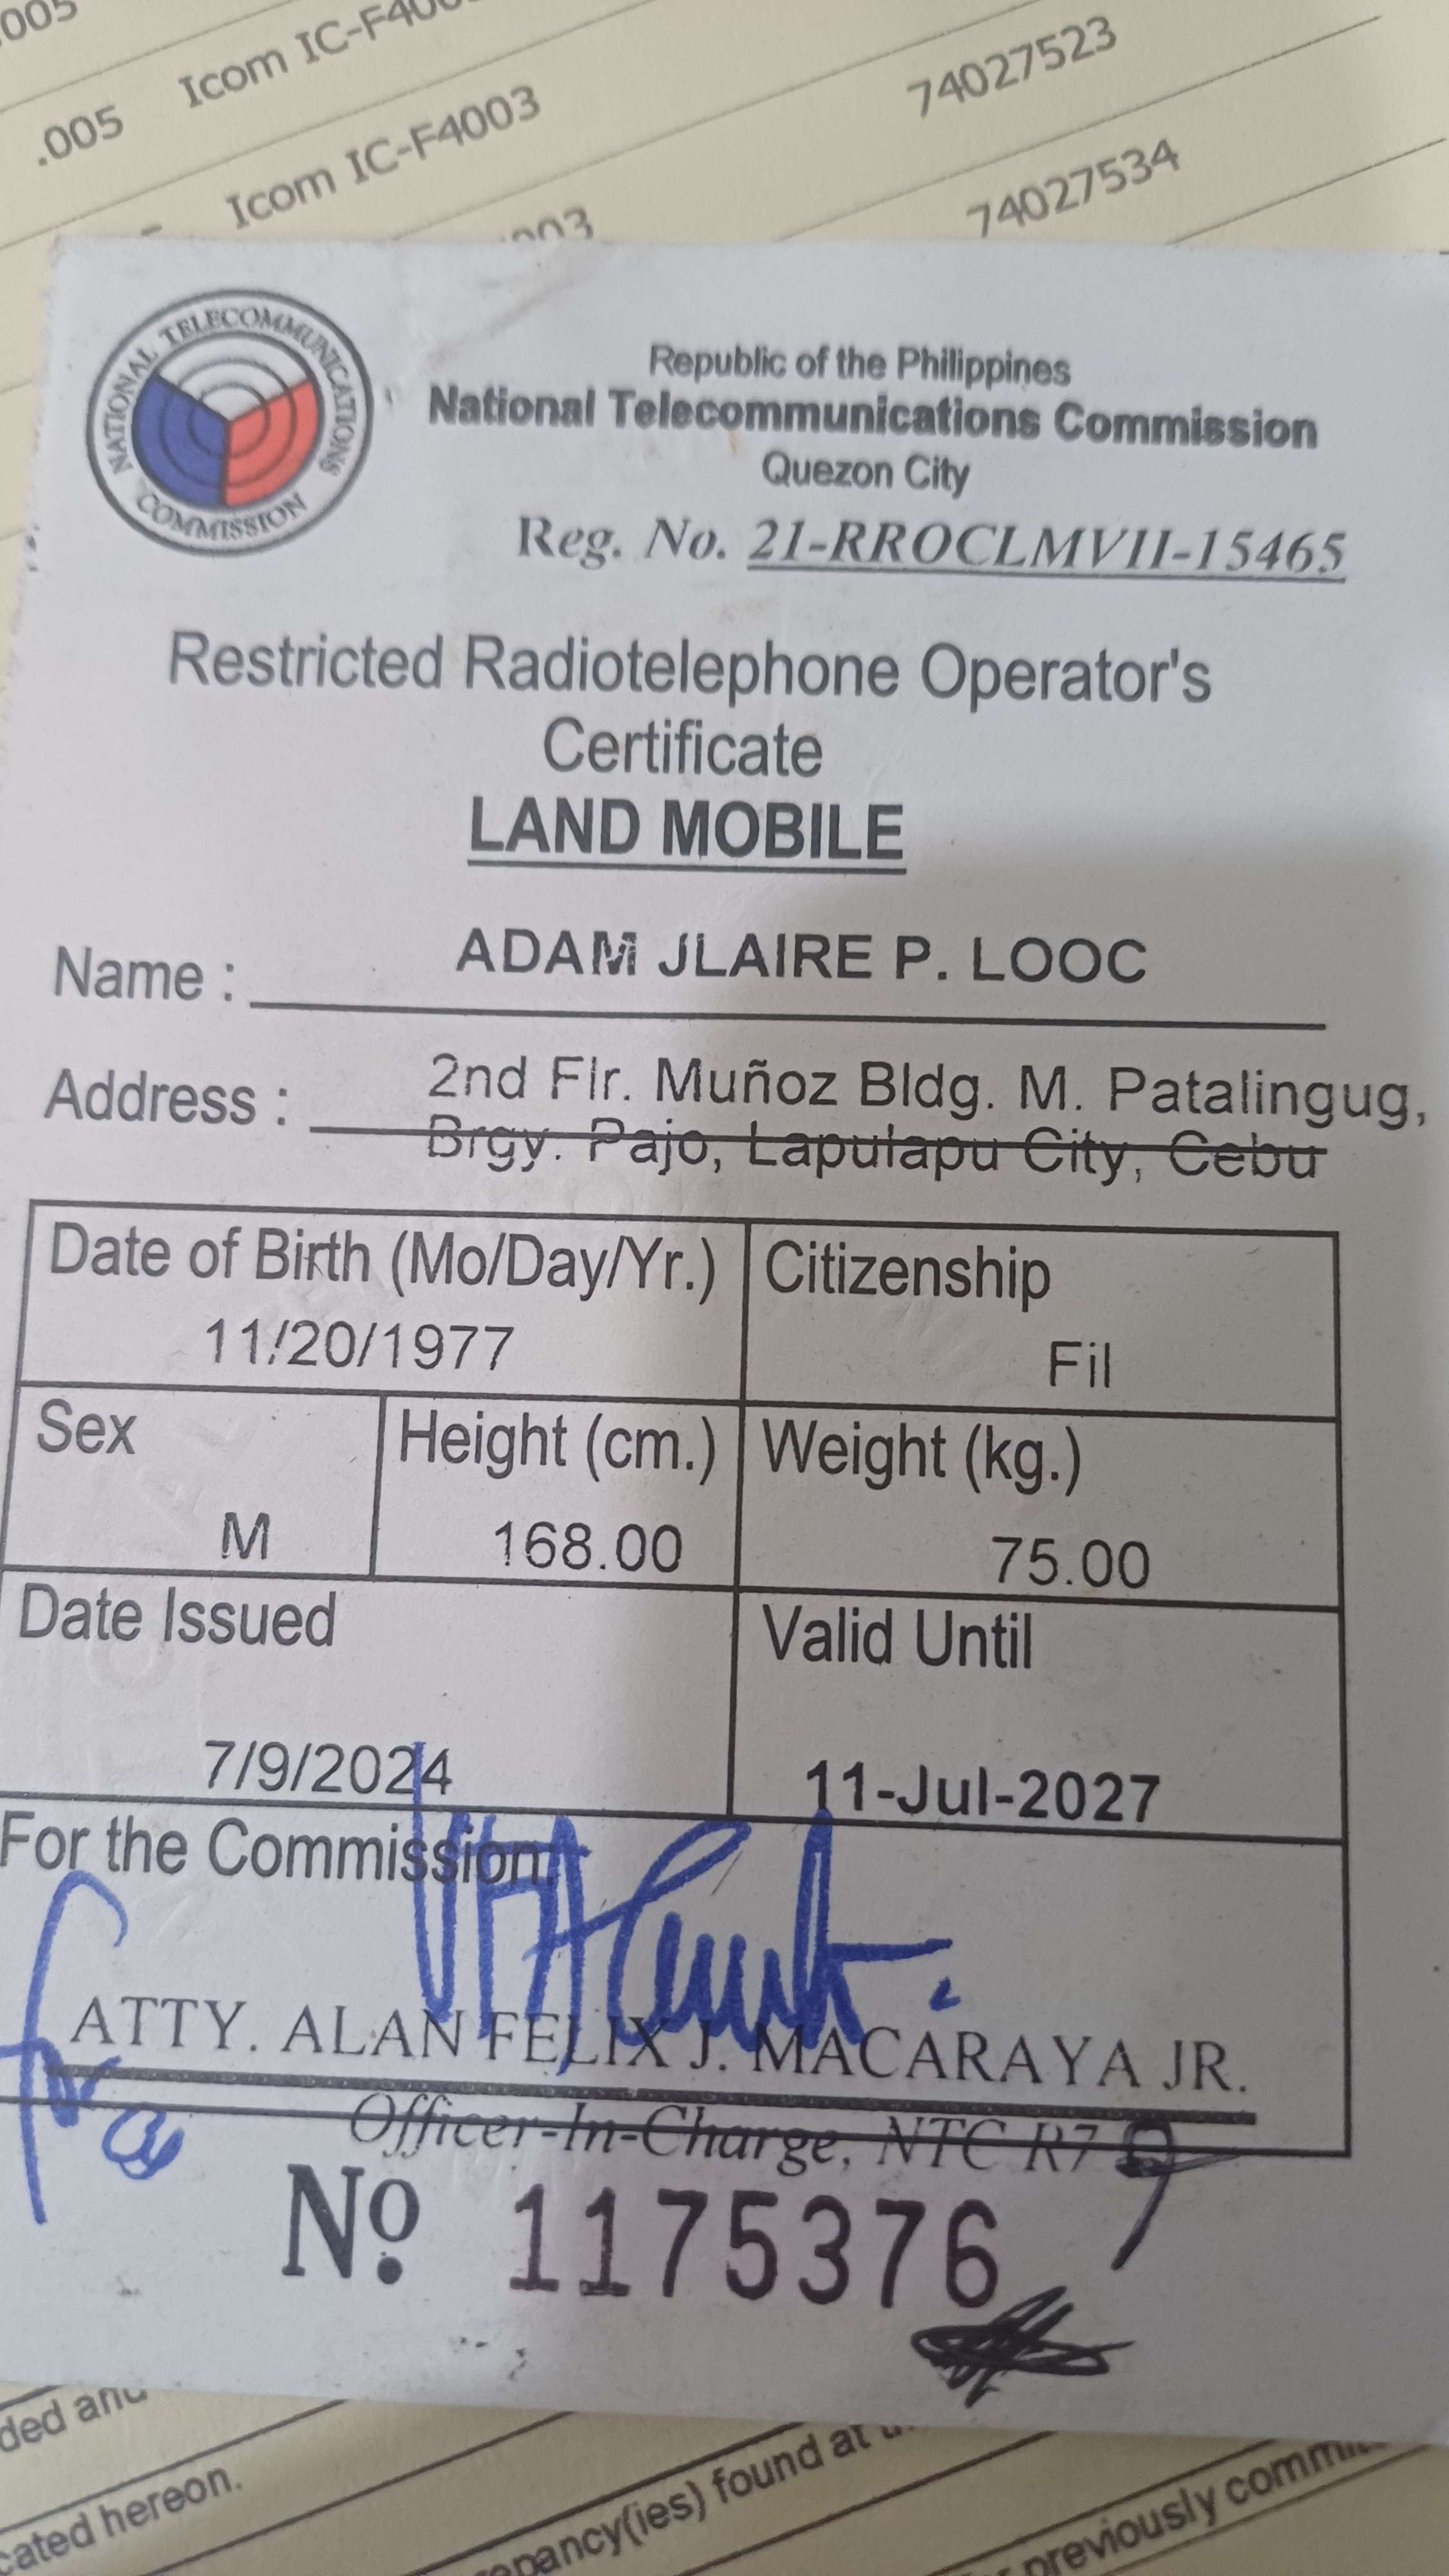 .005 Icom IC-F400
.005 Icom IC-F4003 74027523
003 74027534
NATIONAL TELECOMMUNICATIONS COMMISSION
Republic of the Philippines
National Telecommunications Commission
Quezon City
Reg. No. 21-RROCLMVII-15465
Restricted Radiotelephone Operator's
Certificate
LAND MOBILE
Name : ADAM JLAIRE P. LOOC
Address : 2nd Flr. Muñoz Bldg. M. Patalingug,
Brgy. Pajo, Lapulapu City, Cebu
Date of Birth (Mo/Day/Yr.) Citizenship
11/20/1977 Fil
Sex Height (cm.) Weight (kg.)
M 168.00 75.00
Date Issued Valid Until
7/9/2024 11-Jul-2027
For the Commission:
for
ATTY. ALAN FELIX J. MACARAYA JR.
Officer-In-Charge, NTC R7
No. 1175376
ded and
cated hereon.
pancy(ies) found at
previously